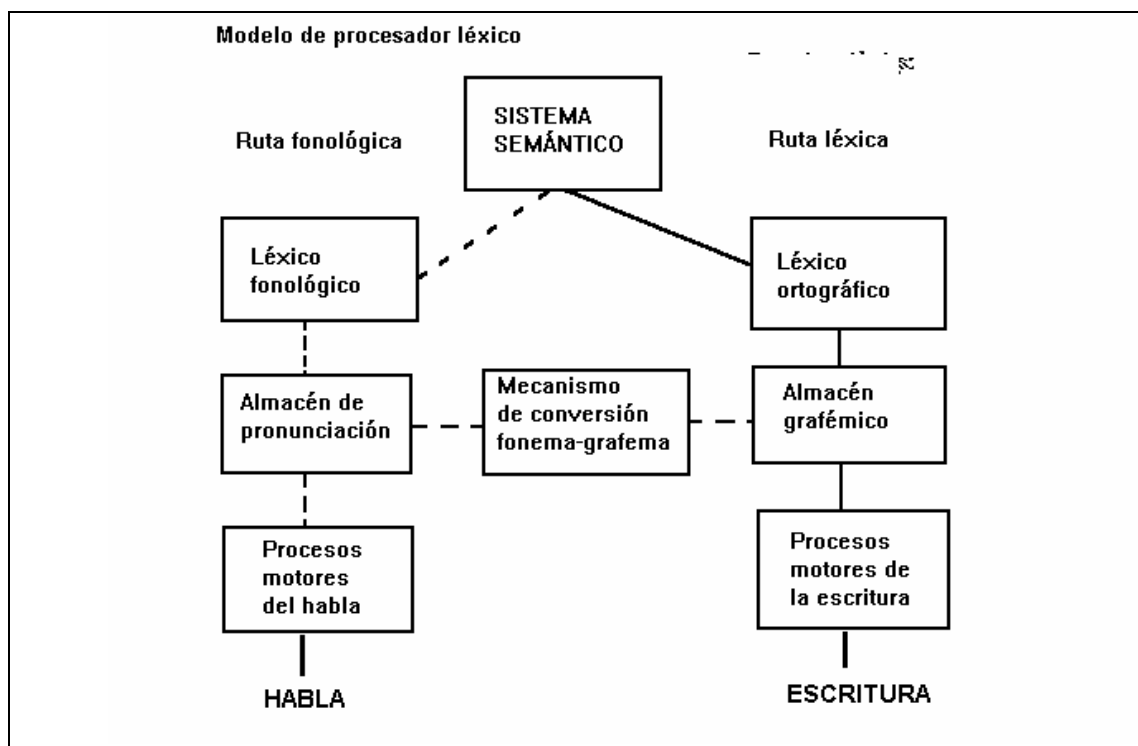 Modelo de procesador léxico
SISTEMA
SEMÁNTICO
Ruta fonológica
Ruta léxica
Léxico
fonológico
Léxico
ortográfico
Almacén de
pronunciación
Mecanismo
de conversión
fonema-grafema
Almacén
grafémico
Procesos
motores
del habla
Procesos
motores de
la escritura
HABLA
ESCRITURA